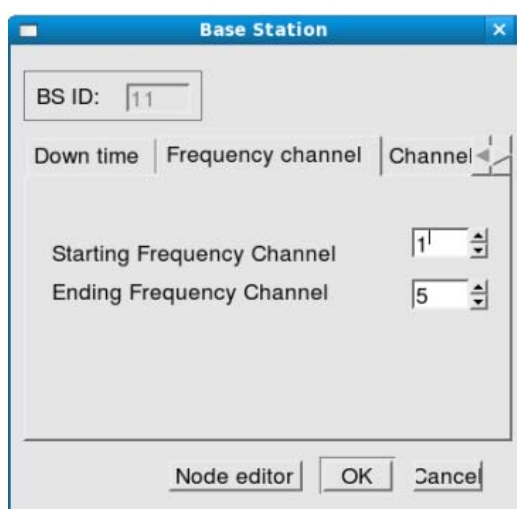 Base Station
BS ID: 11
Down time Frequency channel Channel
Starting Frequency Channel 1
Ending Frequency Channel 5
Node editor OK Cancel